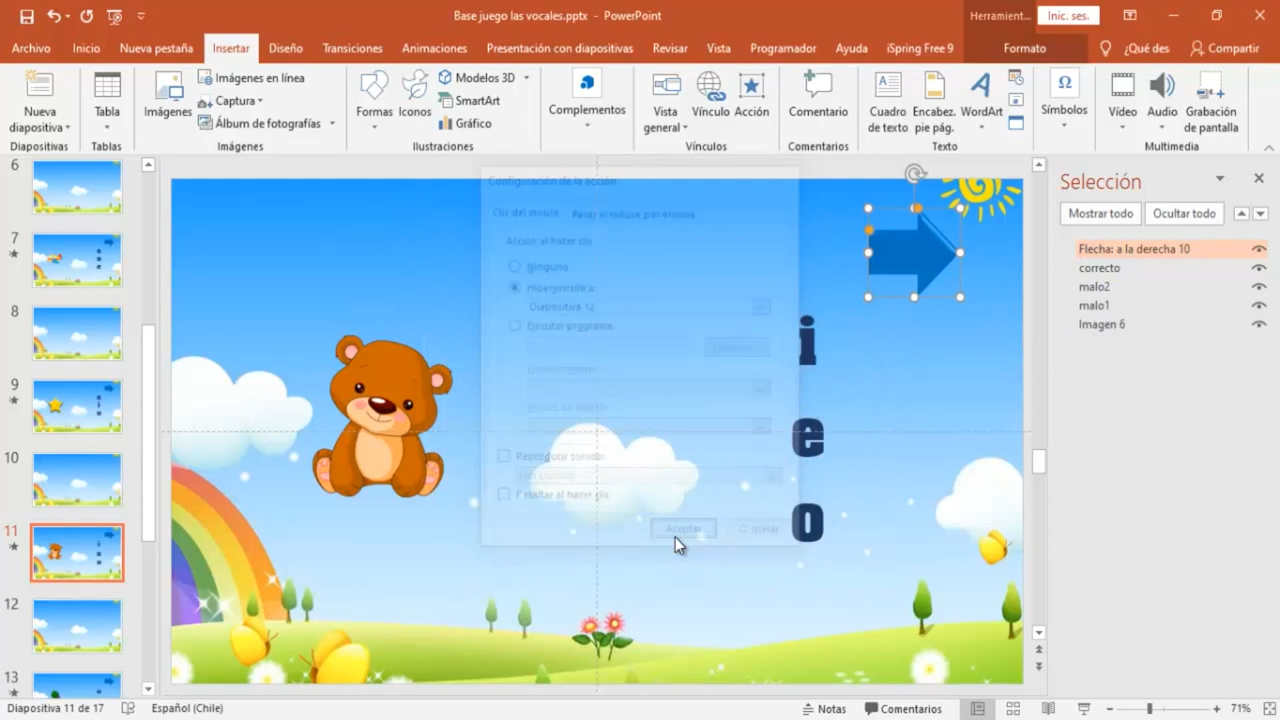 Base juego las vocales.pptx - PowerPoint
Herramient...
Inic. ses.
Archivo
Inicio
Nueva pestaña
Insertar
Diseño
Transiciones
Animaciones
Presentación con diapositivas
Revisar
Vista
Programador
Ayuda
iSpring Free 9
Formato
¿Qué des
Compartir
Nueva
diapositiva
Diapositivas
Tabla
Tablas
Imágenes
Imágenes en línea
Captura
Álbum de fotografías
Imágenes
Formas
Iconos
Modelos 3D
SmartArt
Gráfico
Ilustraciones
Complementos
Vista
general
Vínculo
Acción
Vínculos
Comentario
Comentarios
Cuadro
de texto
Encabez.
pie pág.
WordArt
Texto
Símbolos
Vídeo
Audio
Grabación
de pantalla
Multimedia
6
7
8
9
10
11
12
13
Configuración de la acción
Clic del mouse
Pasar el mouse por encima
Acción al hacer clic
Ninguno
Hipervínculo a:
Diapositiva 12
Ejecutar programa:
Reproducir sonido:
Resaltar al hacer clic
Aceptar
Cancelar
i
e
o
Selección
Mostrar todo
Ocultar todo
Flecha: a la derecha 10
correcto
malo2
malo1
Imagen 6
Diapositiva 11 de 17
Español (Chile)
Notas
Comentarios
71%